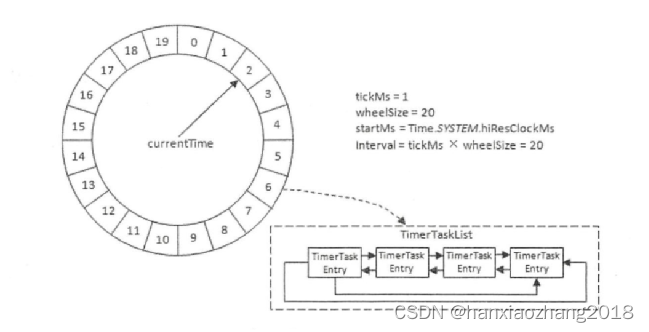 0
1
2
3
4
5
6
7
8
9
10
11
12
13
14
15
16
17
18
19
currentTime
tickMs = 1
wheelSize = 20
startMs = Time.SYSTEM.hiResClockMs
Interval = tickMs × wheelSize = 20
TimerTaskList
TimerTask
Entry
TimerTask
Entry
TimerTask
Entry
TimerTask
Entry
CSDN @hanxiaozhang2018